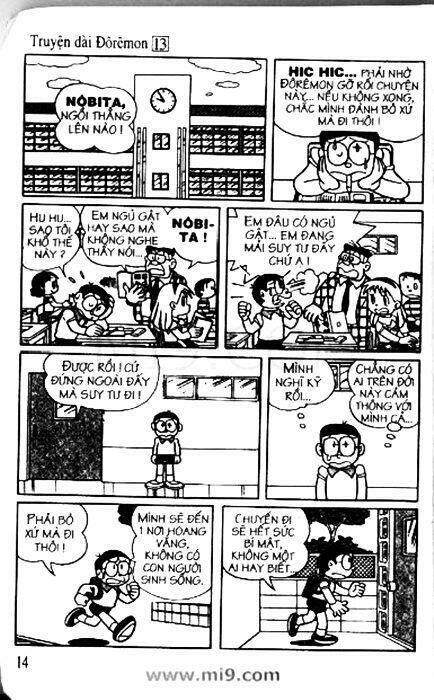 Truyện dài Đôrêmon 13
NÔBITA,
NGỒI THẲNG
LÊN NÀO !
HIC HIC... PHẢI NHỜ
ĐÔRÊMON GỠ RỐI CHUYỆN
NÀY... NẾU KHÔNG XONG,
CHẮC MÌNH ĐÀNH BỎ XỨ
MÀ ĐI THÔI !
HU HU...
SAO TÔI
KHỔ THẾ
NÀY ?
EM NGỦ GẬT
HAY SAO MÀ
KHÔNG NGHE
THẦY NÓI...
NÔBI-
TA !
EM ĐÂU CÓ NGỦ
GẬT... EM ĐANG
MẢI SUY TƯ ĐẤY
CHỨ Ạ !
ĐƯỢC RỒI ! CỨ
ĐỨNG NGOÀI ĐẤY
MÀ SUY TƯ ĐI !
MÌNH
NGHĨ KỸ
RỒI...
CHẲNG CÓ
AI TRÊN ĐỜI
NÀY CẢM
THÔNG VỚI
MÌNH CẢ...
PHẢI BỎ
XỨ MÀ ĐI
THÔI !
MÌNH SẼ ĐẾN
1 NƠI HOANG
VẮNG,
KHÔNG CÓ
CON NGƯỜI
SINH SỐNG.
CHUYẾN ĐI
SẼ HẾT SỨC
BÍ MẬT,
KHÔNG MỘT
AI HAY BIẾT...
14
www.mi9.com